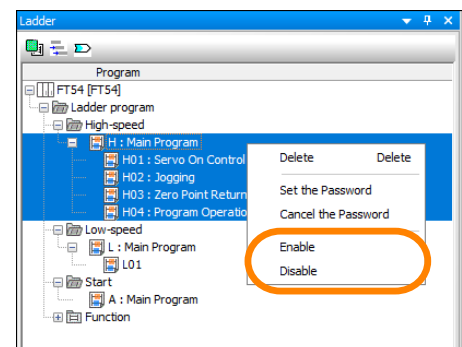 Ladder
Program
FT54 [FT54]
Ladder program
High-speed
H : Main Program
H01 : Servo On Control
H02 : Jogging
H03 : Zero Point Return
H04 : Program Operatio
Low-speed
L : Main Program
L01
Start
A : Main Program
Function
Delete Delete
Set the Password
Cancel the Password
Enable
Disable